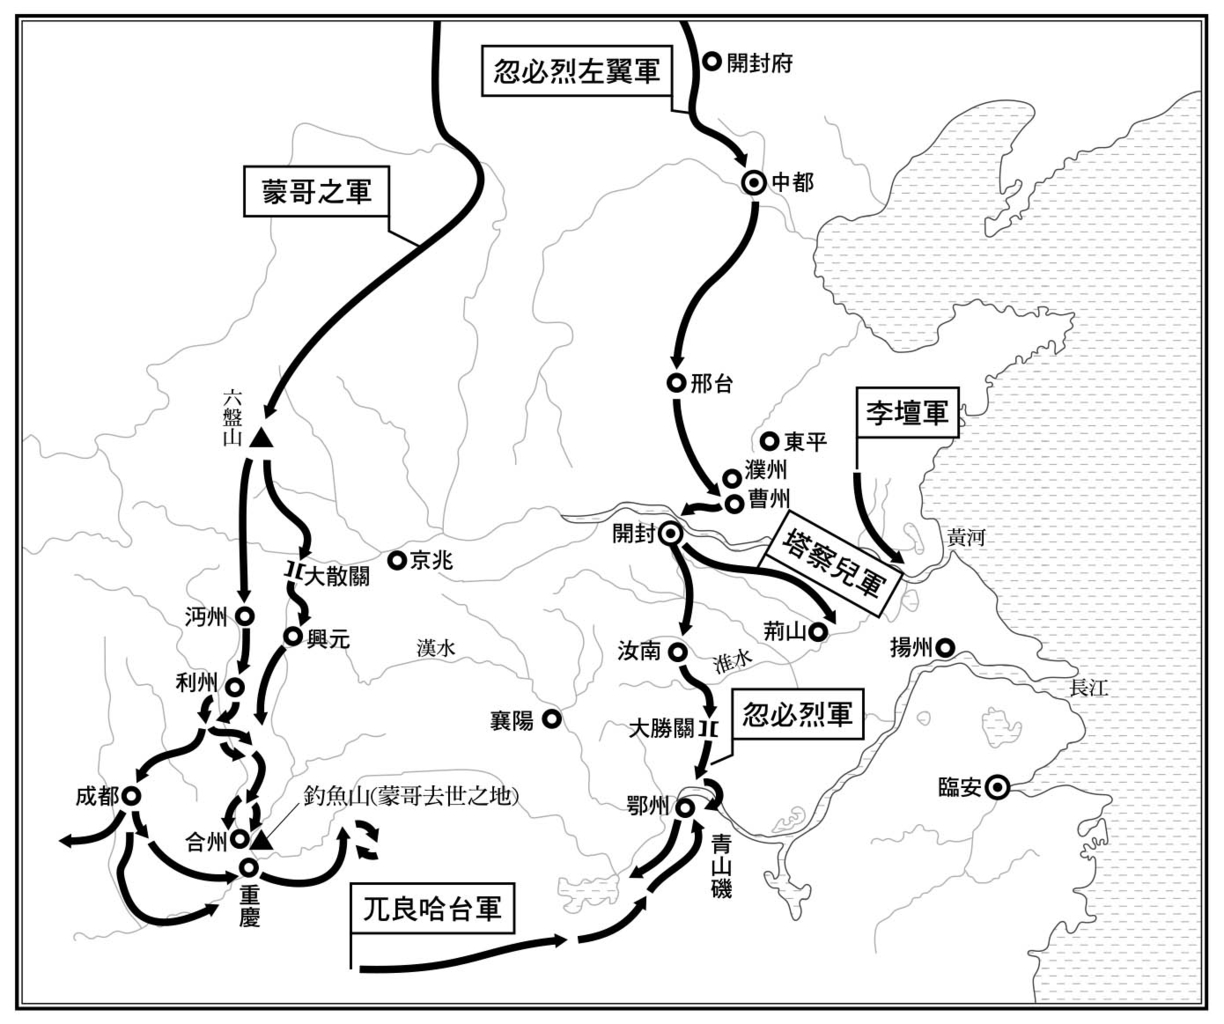 忽必烈左翼軍
開封府
蒙哥之軍
中都
邢台
六盤山
李壇軍
東平
濮州
曹州
開封
塔察兒軍
黃河
京兆
大散關
沔州
興元
荊山
汝南
淮水
揚州
漢水
利州
長江
襄陽
大勝關
忽必烈軍
成都
釣魚山(蒙哥去世之地)
臨安
鄂州
合州
青山磯
重慶
兀良哈台軍